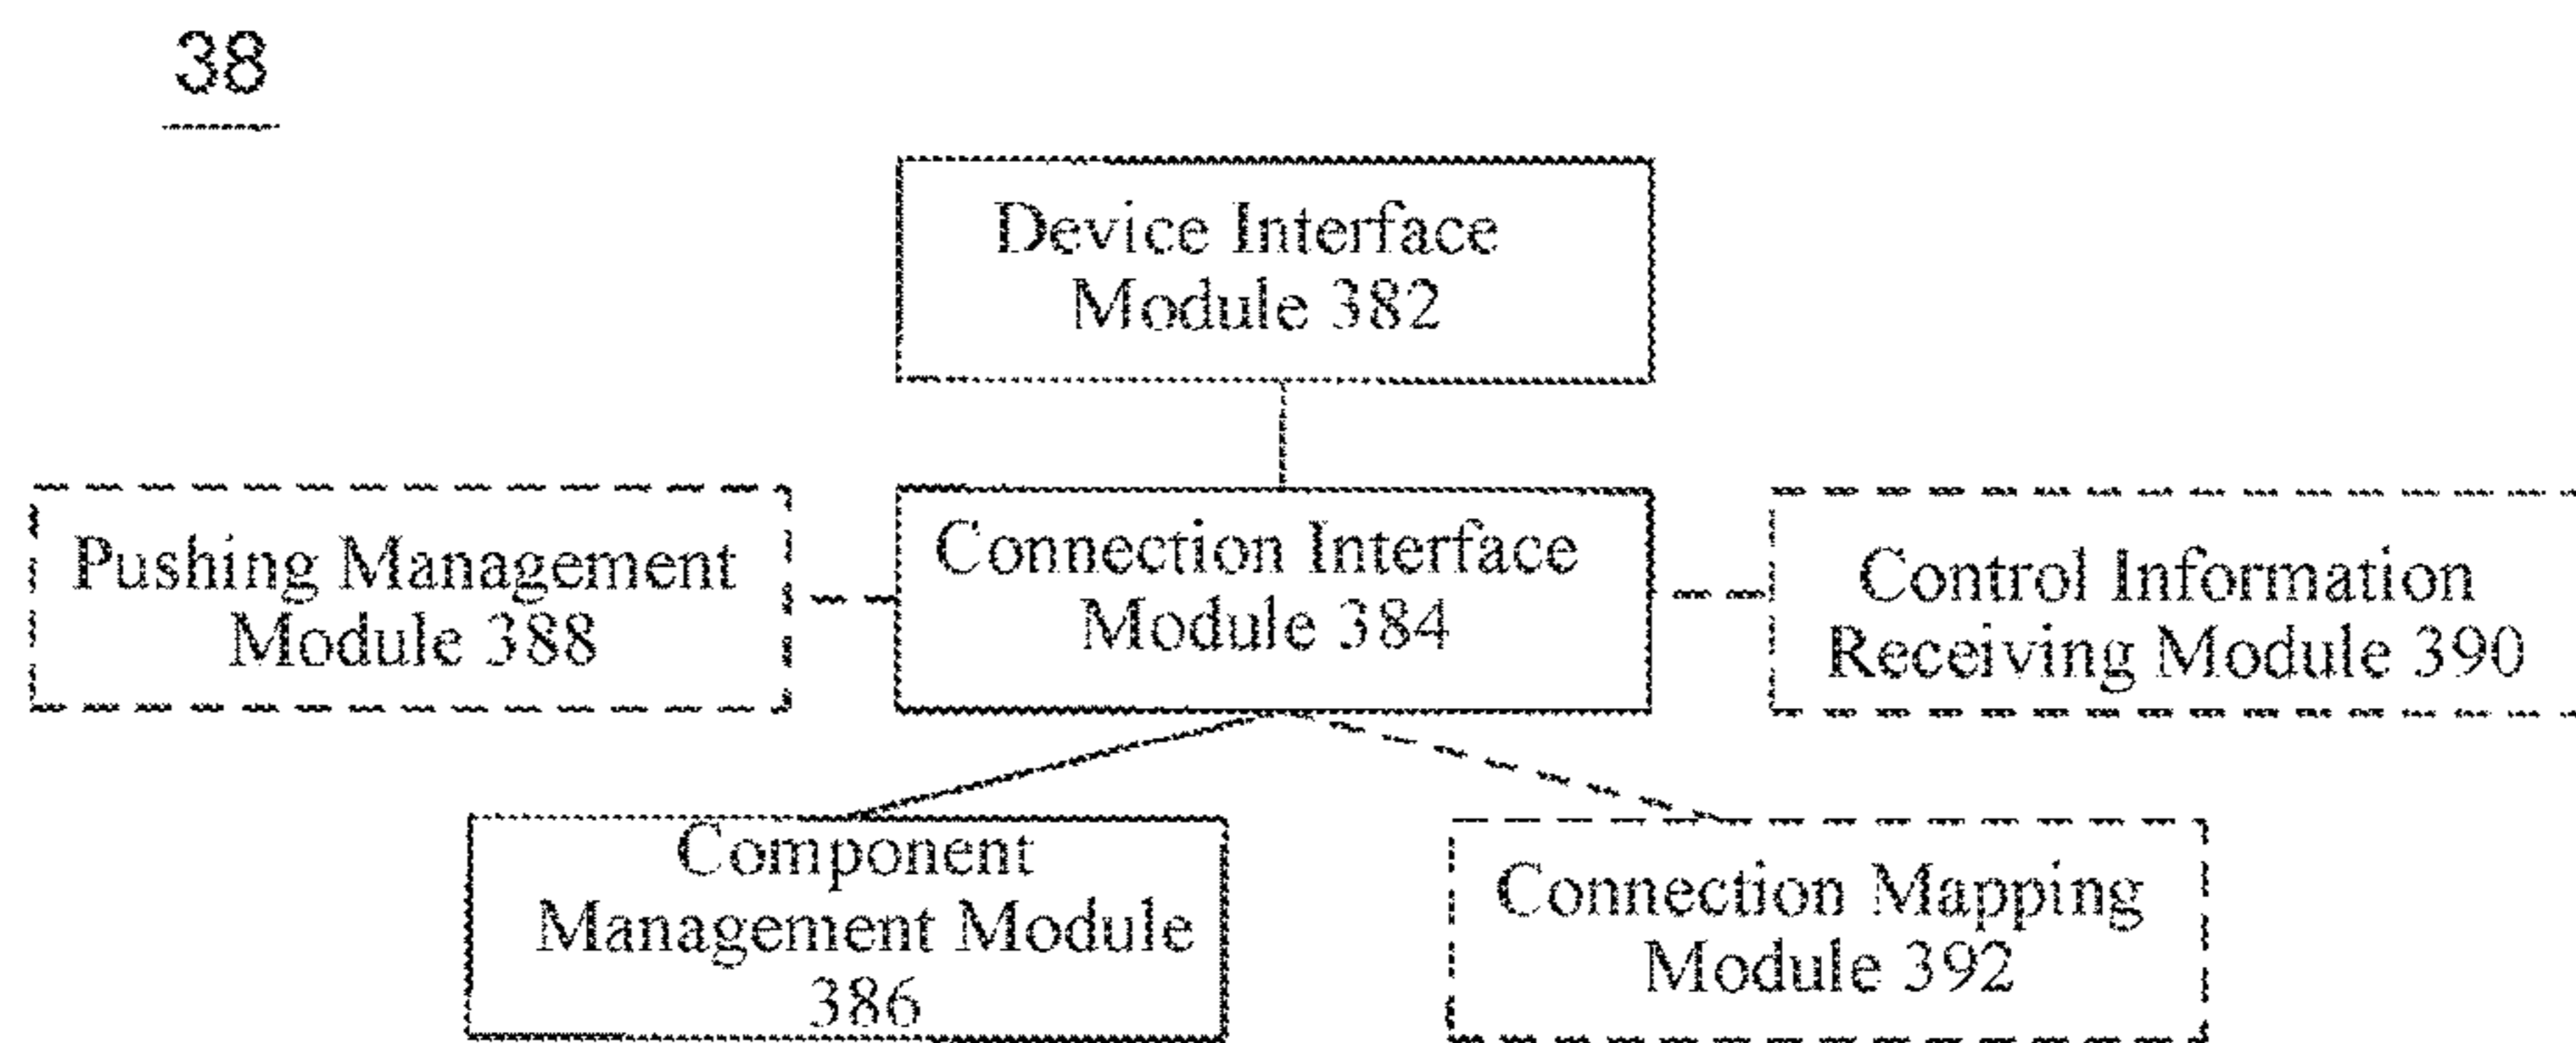 38
Device Interface
Module 382
Pushing Management
Module 388
Connection Interface
Module 384
Control Information
Receiving Module 390
Component
Management Module
386
Connection Mapping
Module 392